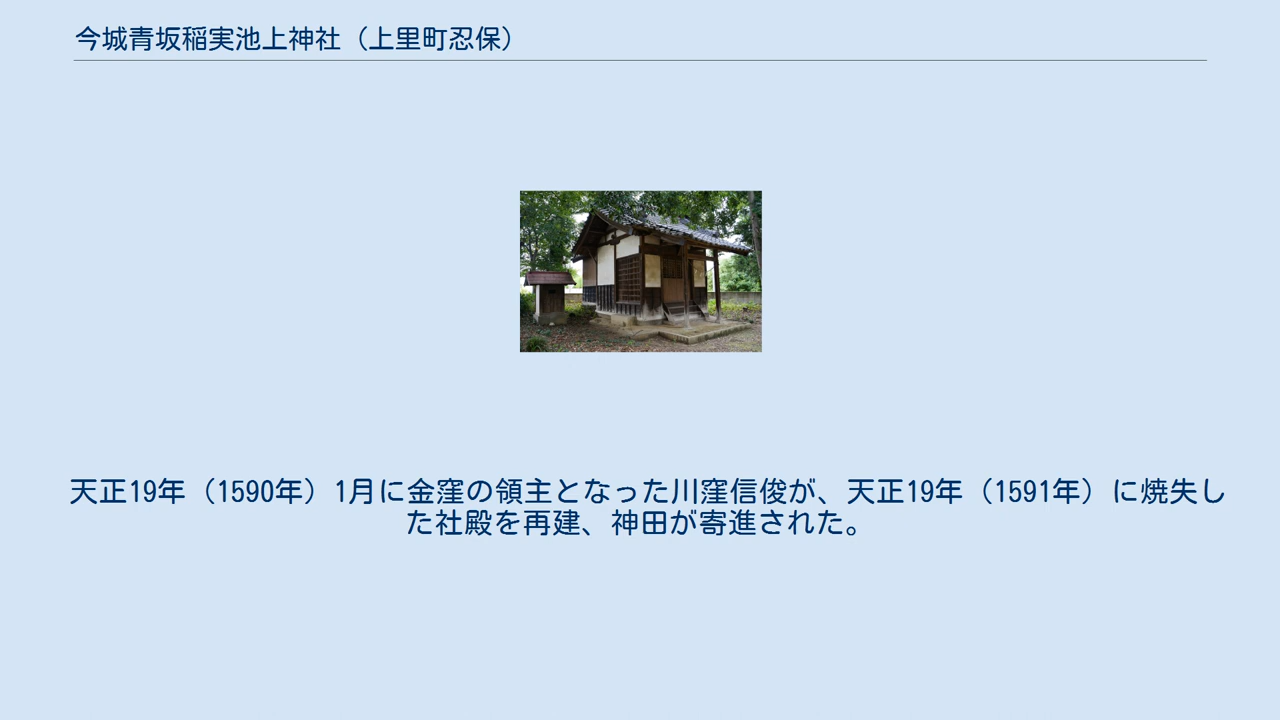 今城青坂稲実池上神社（上里町忍保）
天正19年（1590年）1月に金窪の領主となった川窪信俊が、天正19年（1591年）に焼失し
た社殿を再建、神田が寄進された。